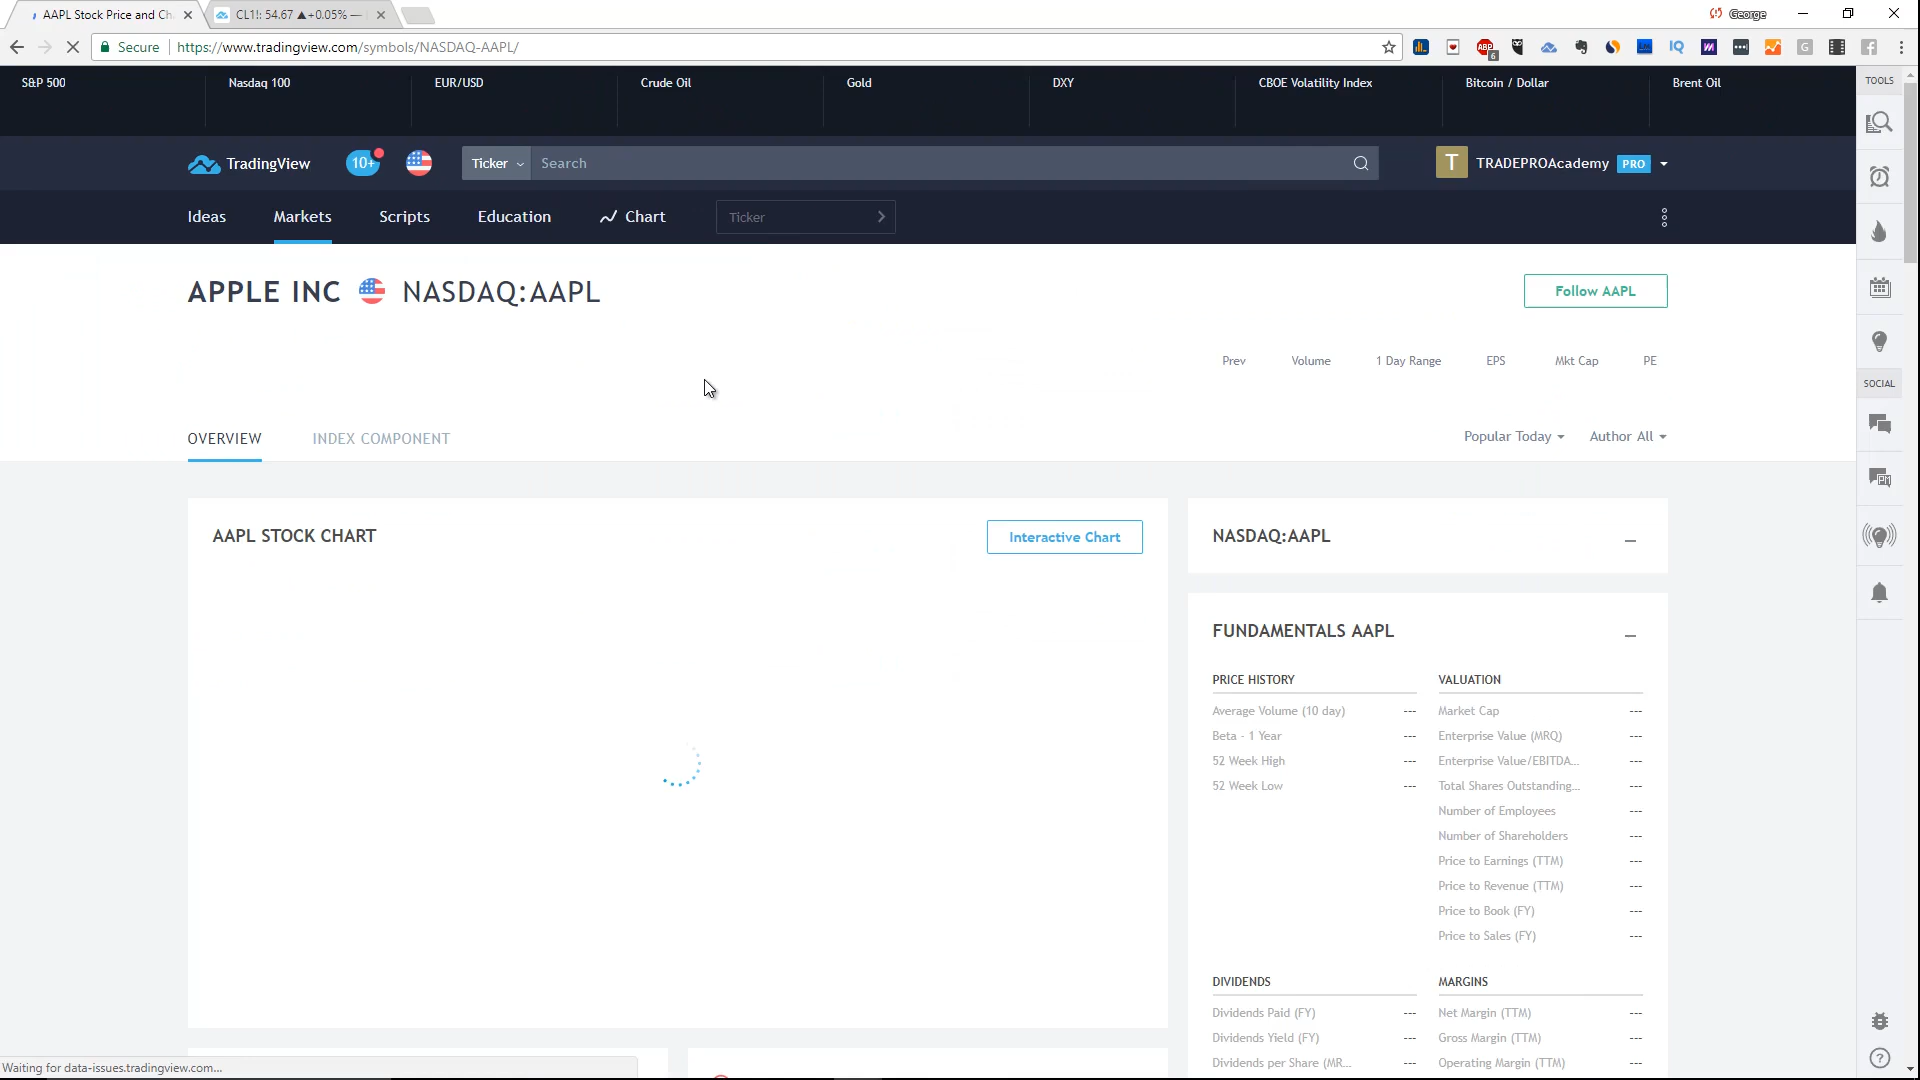 AAPL Stock Price and Ch
CL1!: 54.67 ▲+0.05% —
George
Secure | https://www.tradingview.com/symbols/NASDAQ-AAPL/
S&P 500 Nasdaq 100 EUR/USD Crude Oil Gold DXY CBOE Volatility Index Bitcoin / Dollar Brent Oil
TOOLS
TradingView 10+ Ticker Search T TRADEPROAcademy PRO
Ideas Markets Scripts Education Chart Ticker
APPLE INC NASDAQ:AAPL Follow AAPL
Prev Volume 1 Day Range EPS Mkt Cap PE
SOCIAL
OVERVIEW INDEX COMPONENT Popular Today Author All
AAPL STOCK CHART Interactive Chart
NASDAQ:AAPL
FUNDAMENTALS AAPL
PRICE HISTORY VALUATION
Average Volume (10 day) --- Market Cap ---
Beta - 1 Year --- Enterprise Value (MRQ) ---
52 Week High --- Enterprise Value/EBITDA... ---
52 Week Low --- Total Shares Outstanding... ---
Number of Employees ---
Number of Shareholders ---
Price to Earnings (TTM) ---
Price to Revenue (TTM) ---
Price to Book (FY) ---
Price to Sales (FY) ---
DIVIDENDS MARGINS
Dividends Paid (FY) --- Net Margin (TTM) ---
Dividends Yield (FY) --- Gross Margin (TTM) ---
Dividends per Share (MR... --- Operating Margin (TTM) ---
Waiting for data-issues.tradingview.com...